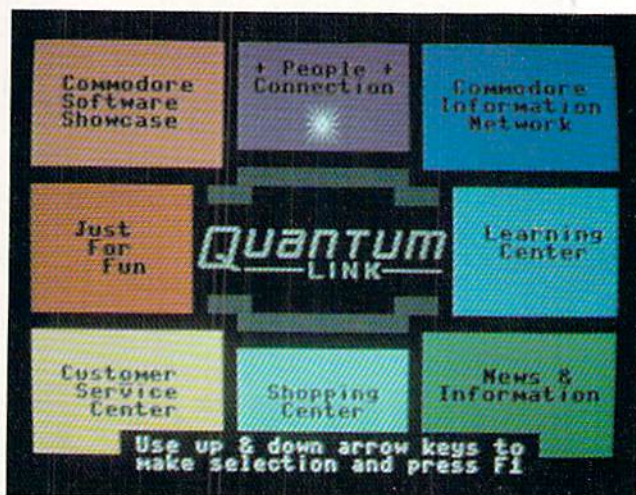 Commodore
Software
Showcase
+ People +
Connection
Commodore
Information
Network
Just
For
Fun
QUANTUM
LINK
Learning
Center
Customer
Service
Center
Shopping
Center
News &
Information
Use up & down arrow keys to
make selection and press F1